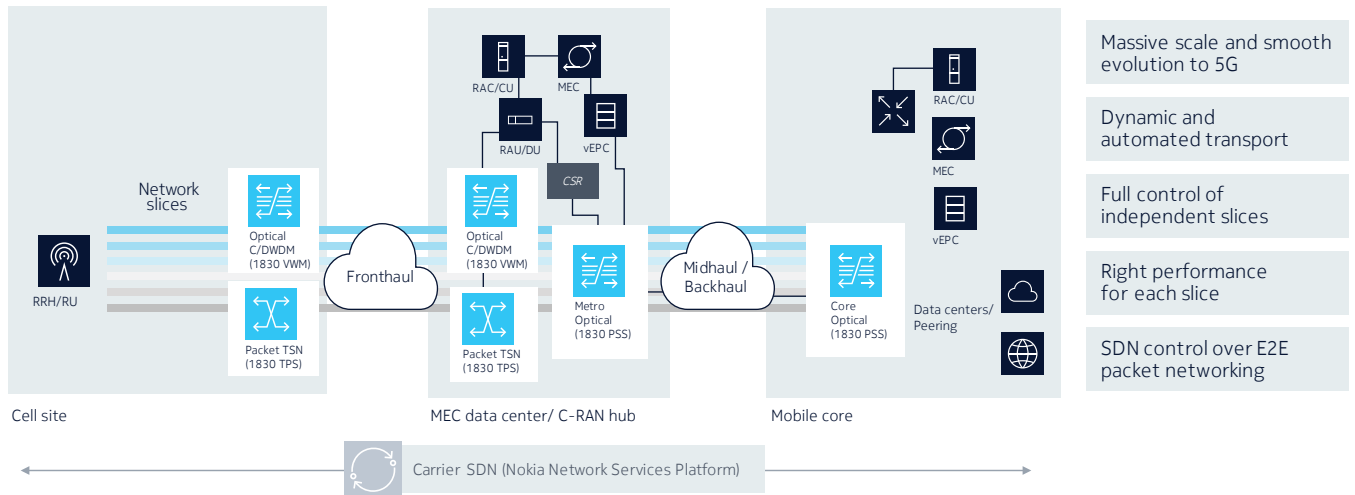 Network
slices
RRH/RU
Optical
C/DWDM
(1830 VWM)
Packet TSN
(1830 TPS)
Cell site
Fronthaul
RAC/CU
MEC
RAU/DU
vEPC
CSR
Optical
C/DWDM
(1830 VWM)
Packet TSN
(1830 TPS)
Metro
Optical
(1830 PSS)
MEC data center/ C-RAN hub
Midhaul /
Backhaul
RAC/CU
MEC
vEPC
Core
Optical
(1830 PSS)
Data centers/
Peering
Mobile core
Massive scale and smooth
evolution to 5G
Dynamic and
automated transport
Full control of
independent slices
Right performance
for each slice
SDN control over E2E
packet networking
Carrier SDN (Nokia Network Services Platform)